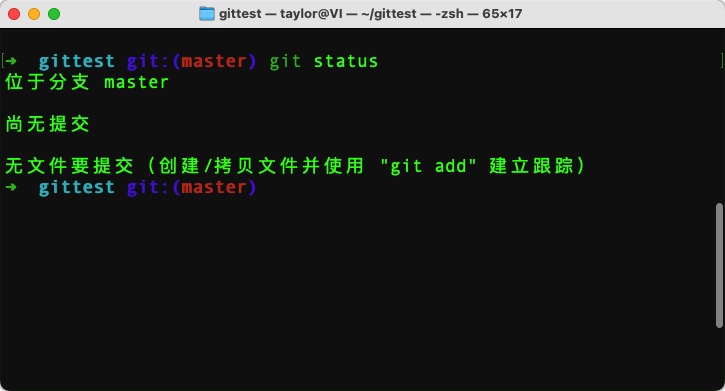 gittest — taylor@VI — ~/gittest — -zsh — 65×17
➜ gittest git:(master) git status
位于分支 master
尚无提交
无文件要提交（创建/拷贝文件并使用 "git add" 建立跟踪）
➜ gittest git:(master)